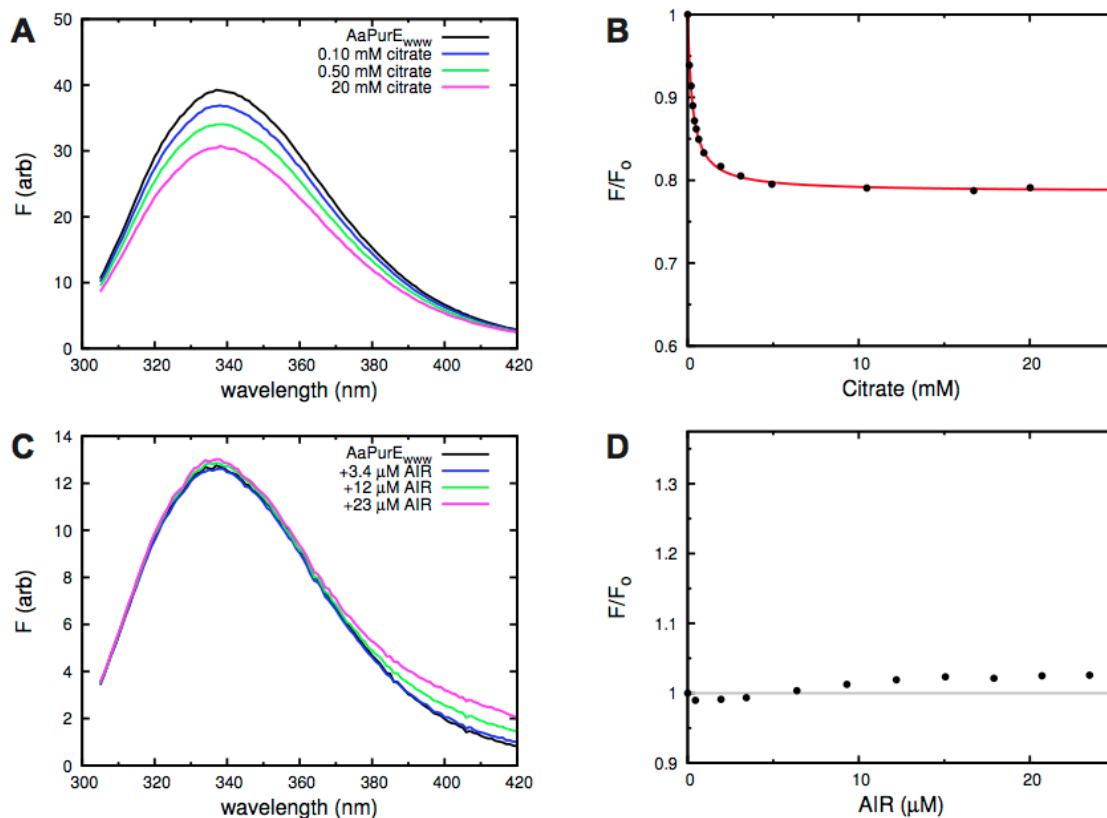 A
50
40
30
20
10
0
F (arb)
AaPurEwww
0.10 mM citrate
0.50 mM citrate
20 mM citrate
300 320 340 360 380 400 420
wavelength (nm)
B
1
0.9
0.8
0.7
0.6
F/Fo
0 10 20
Citrate (mM)
C
14
12
10
8
6
4
2
0
F (arb)
AaPurEwww
+3.4 μM AIR
+12 μM AIR
+23 μM AIR
300 320 340 360 380 400 420
wavelength (nm)
D
1.3
1.2
1.1
1
0.9
F/Fo
0 10 20
AIR (μM)